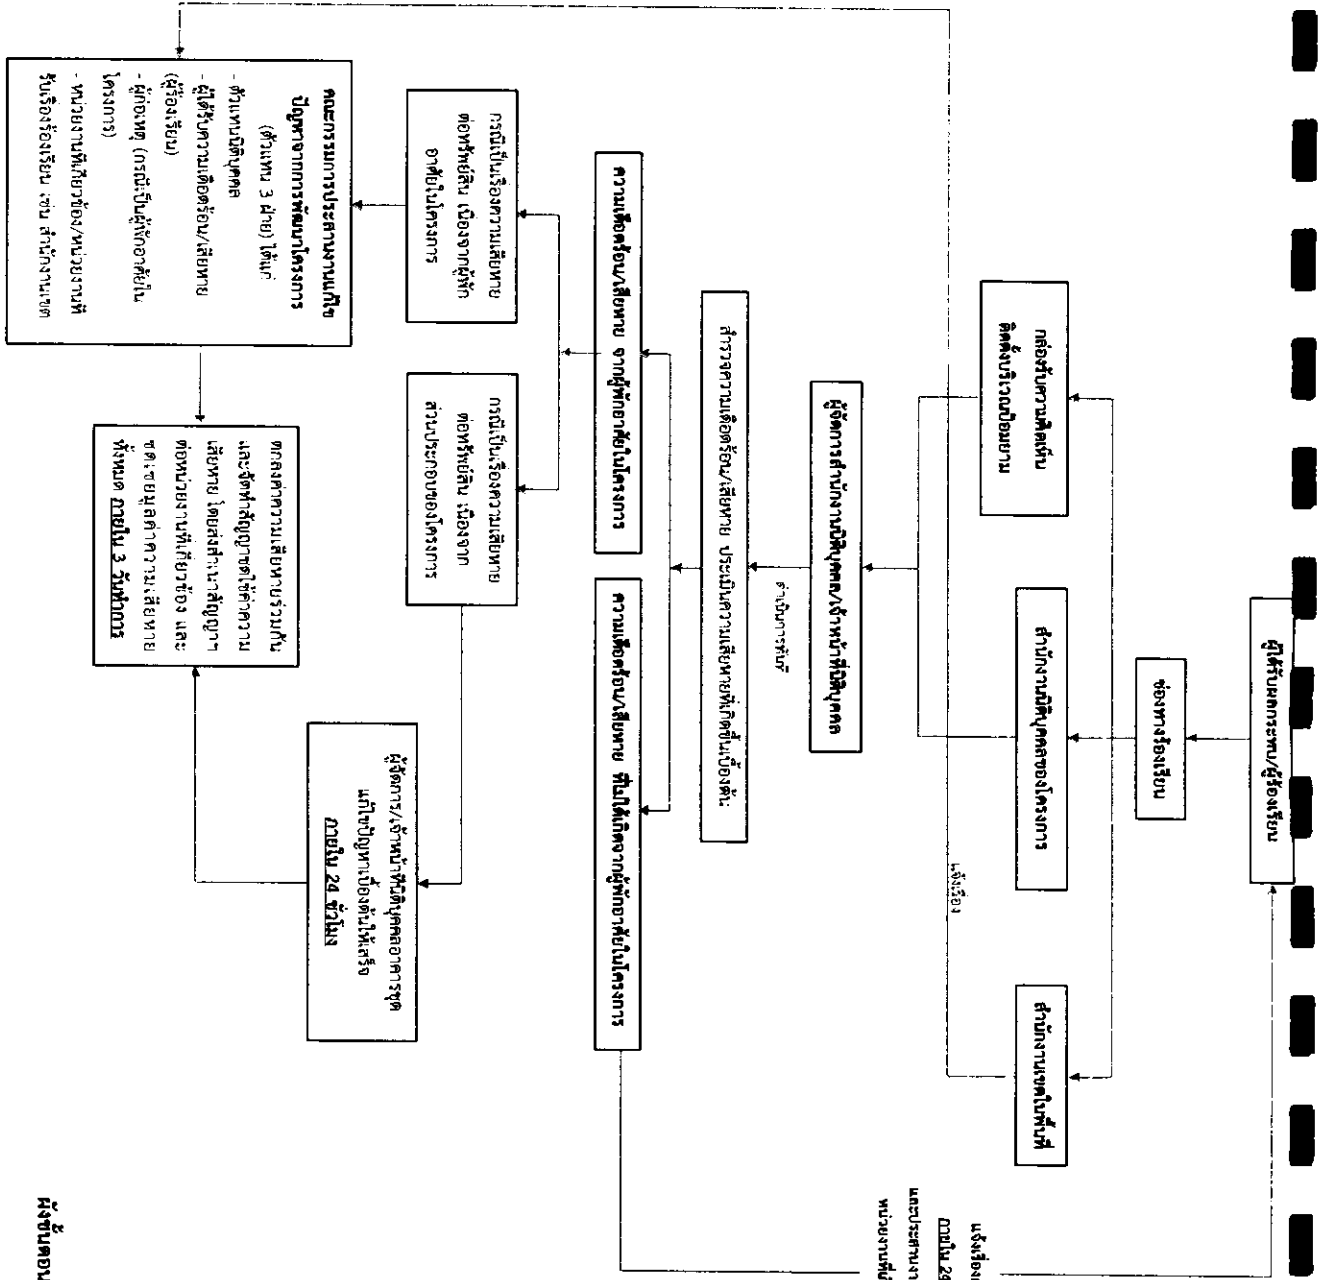 ผู้ได้รับผลกระทบ/ผู้ร้องเรียน
ช่องทางร้องเรียน
กล่องรับความคิดเห็น
ติดตั้งบริเวณป้อมยาม
สำนักงานนิติบุคคลของโครงการ
สำนักงานเขตในพื้นที่
แจ้งเรื่อง
ผู้จัดการสำนักงานนิติบุคคล/เจ้าหน้าที่นิติบุคคล
ดำเนินการทันที
สำรวจความเดือดร้อน/เสียหาย ประเมินความเสียหายที่เกิดขึ้นเบื้องต้น
ความเดือดร้อน/เสียหาย จากผู้พักอาศัยในโครงการ
ความเดือดร้อน/เสียหาย ที่ไม่ได้เกิดจากผู้พักอาศัยในโครงการ
แจ้งเรื่อง
ภายใน 24
และประสานงา
หน่วยงานที่
กรณีเป็นเรื่องความเสียหาย
ต่อทรัพย์สิน เนื่องจากผู้พัก
อาศัยในโครงการ
กรณีเป็นเรื่องความเสียหาย
ต่อทรัพย์สิน เนื่องจาก
ส่วนประกอบของโครงการ
ผู้จัดการ/เจ้าหน้าที่นิติบุคคลอาคารชุด
แก้ไขปัญหาเบื้องต้นให้เสร็จ
ภายใน 24 ชั่วโมง
คณะกรรมการประสานงานแก้ไข
ปัญหาจากการพัฒนาโครงการ
(ตัวแทน 3 ฝ่าย) ได้แก่
- ตัวแทนนิติบุคคล
- ผู้ได้รับความเดือดร้อน/เสียหาย
(ผู้ร้องเรียน)
- ผู้ก่อเหตุ (กรณีเป็นผู้พักอาศัยใน
โครงการ)
- หน่วยงานที่เกี่ยวข้อง/หน่วยงานที่
รับเรื่องร้องเรียน เช่น สำนักงานเขต
ตกลงค่าความเสียหายร่วมกัน
และจัดทำสัญญาชดใช้ค่าความ
เสียหาย โดยส่งสำเนาสัญญาฯ
ต่อหน่วยงานที่เกี่ยวข้อง และ
ชดเชยมูลค่าความเสียหาย
ทั้งหมด ภายใน 3 วันทำการ
ผังขั้นตอน